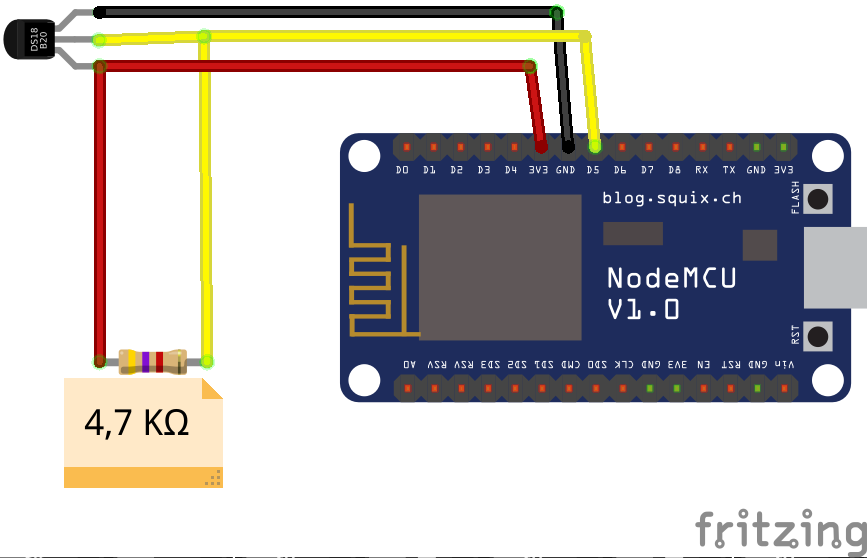 DS18
B20
D0 D1 D2 D3 D4 3V3 GND D5 D6 D7 D8 RX TX GND 3V3
blog.squix.ch
FLASH
NodeMCU
V1.0
RST
A0 RSV RSV SD3 SD2 SD1 CMD SD0 CLK GND 3V3 EN RST GND Vin
4,7 KΩ
fritzing